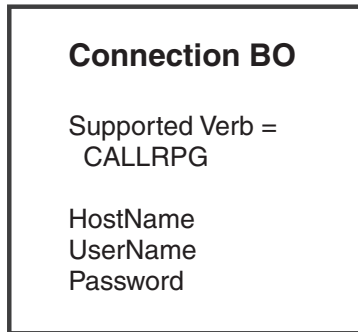 Connection BO
Supported Verb =
CALLRPG
HostName
UserName
Password